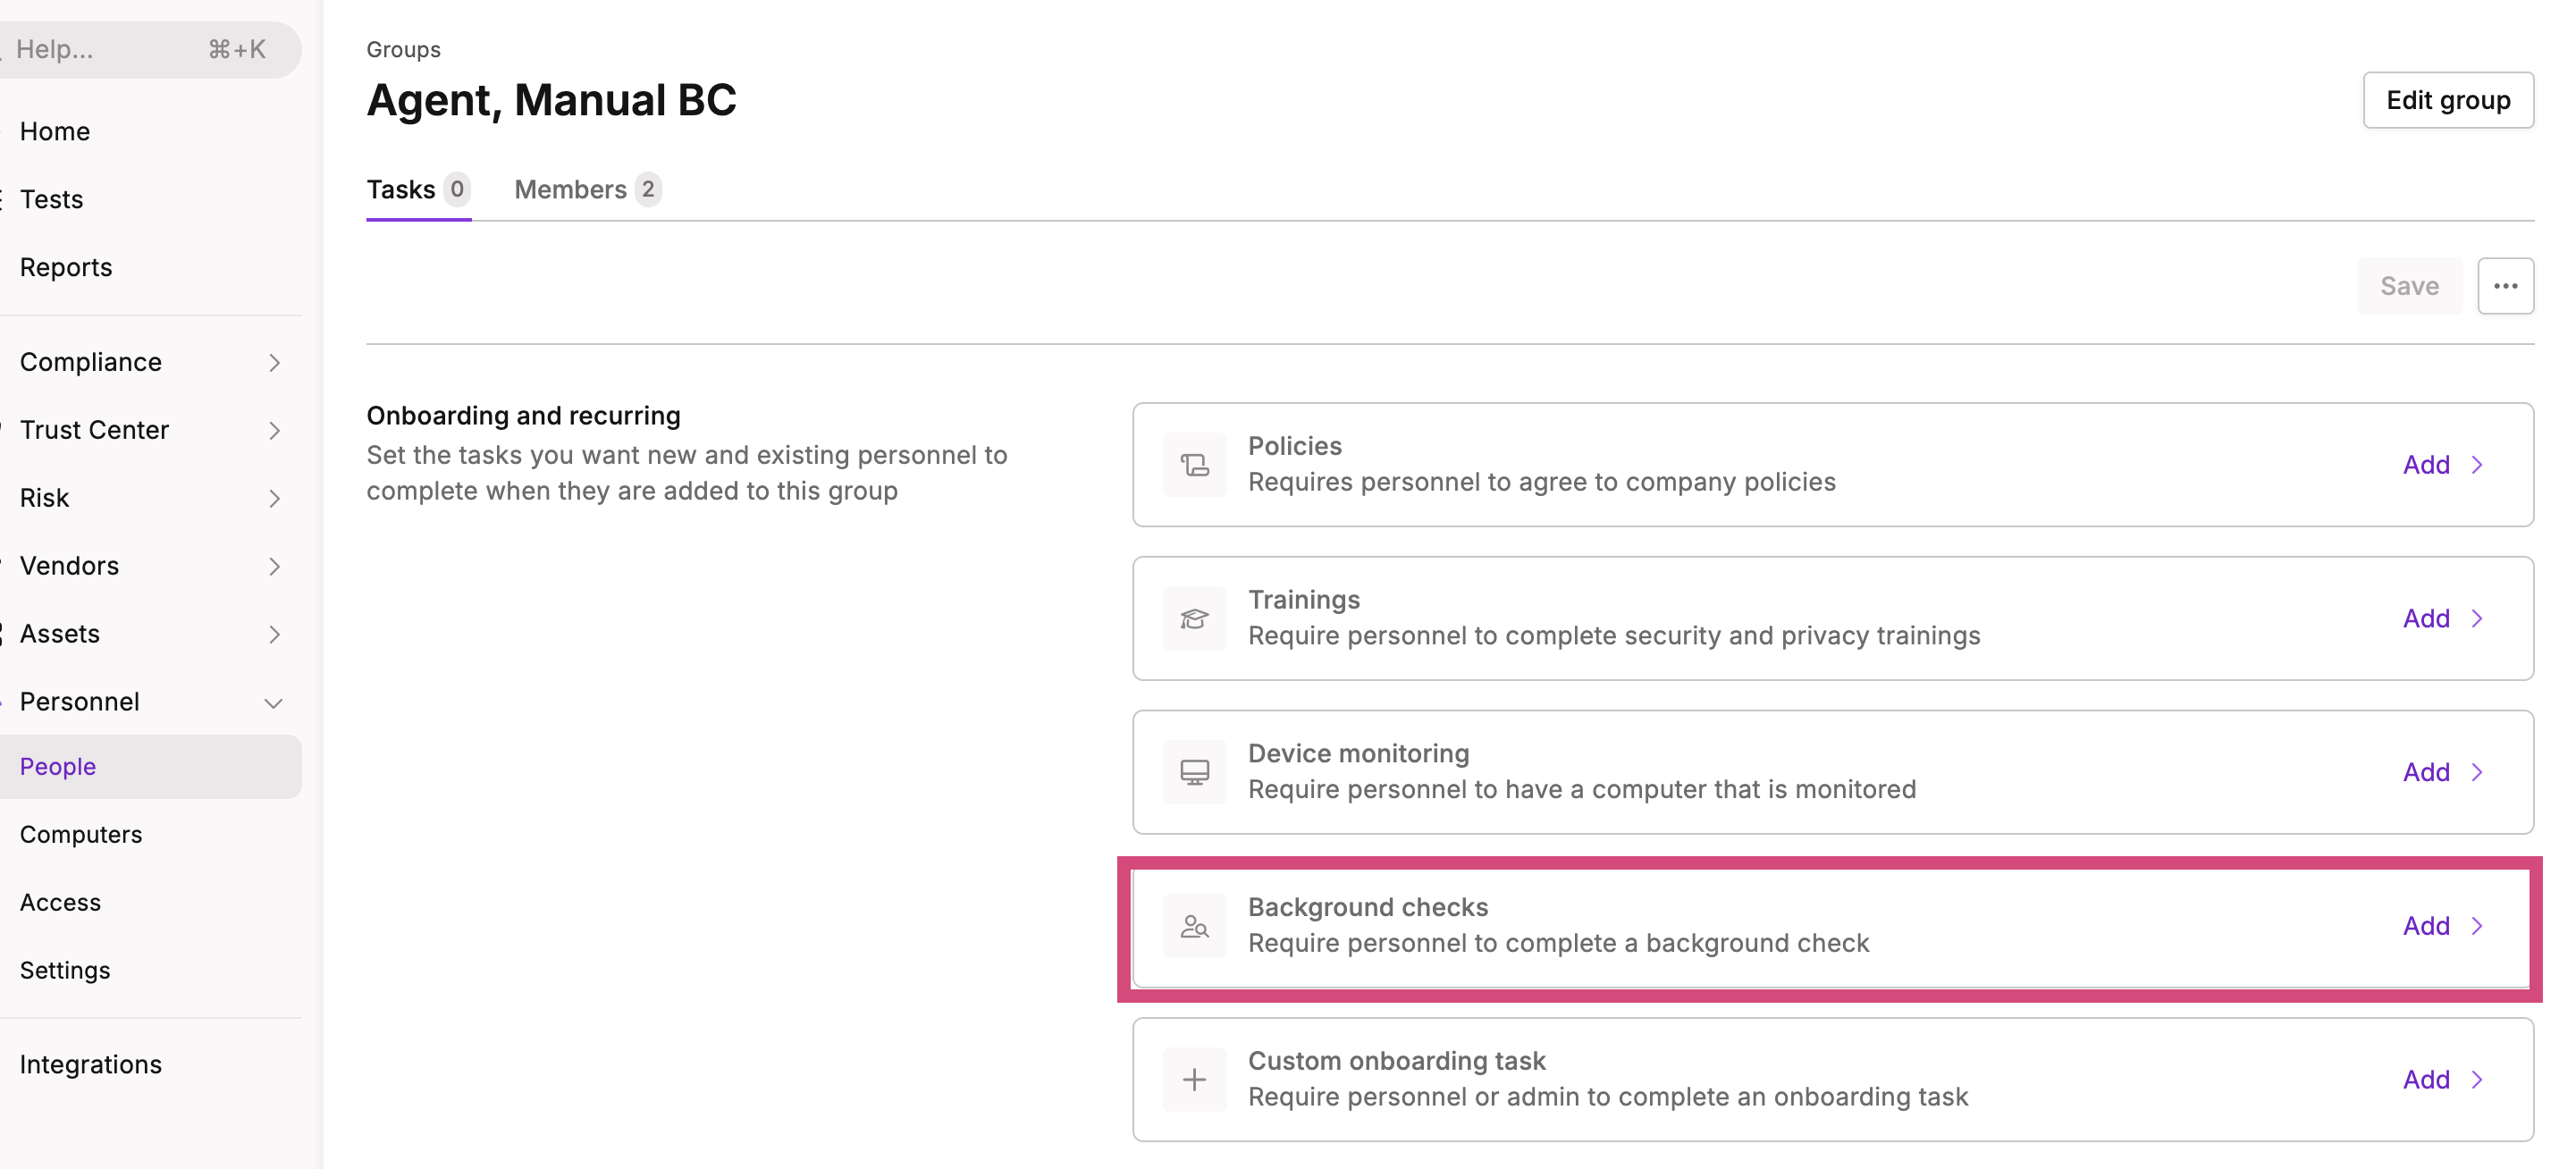 Help... ⌘+K
Home
Tests
Reports
Compliance
Trust Center
Risk
Vendors
Assets
Personnel
People
Computers
Access
Settings
Integrations
Groups
Agent, Manual BC
Edit group
Tasks 0 Members 2
Save
Onboarding and recurring
Set the tasks you want new and existing personnel to
complete when they are added to this group
Policies
Requires personnel to agree to company policies
Add
Trainings
Require personnel to complete security and privacy trainings
Add
Device monitoring
Require personnel to have a computer that is monitored
Add
Background checks
Require personnel to complete a background check
Add
Custom onboarding task
Require personnel or admin to complete an onboarding task
Add